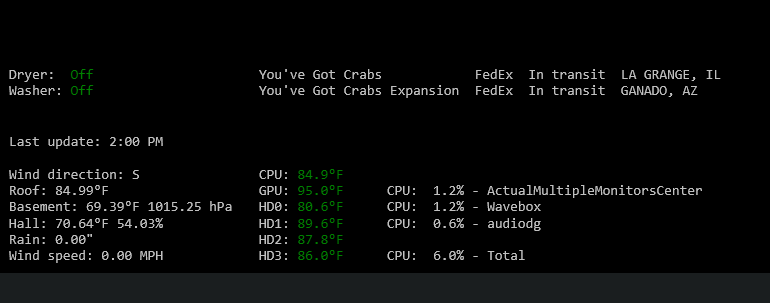 Dryer:  Off    You've Got Crabs            FedEx  In transit  LA GRANGE, IL
Washer: Off    You've Got Crabs Expansion  FedEx  In transit  GANADO, AZ
Last update: 2:00 PM
Wind direction: S    CPU: 84.9°F
Roof: 84.99°F    GPU: 95.0°F    CPU:  1.2% - ActualMultipleMonitorsCenter
Basement: 69.39°F 1015.25 hPa    HD0: 80.6°F    CPU:  1.2% - Wavebox
Hall: 70.64°F 54.03%    HD1: 89.6°F    CPU:  0.6% - audiodg
Rain: 0.00"    HD2: 87.8°F
Wind speed: 0.00 MPH    HD3: 86.0°F    CPU:  6.0% - Total